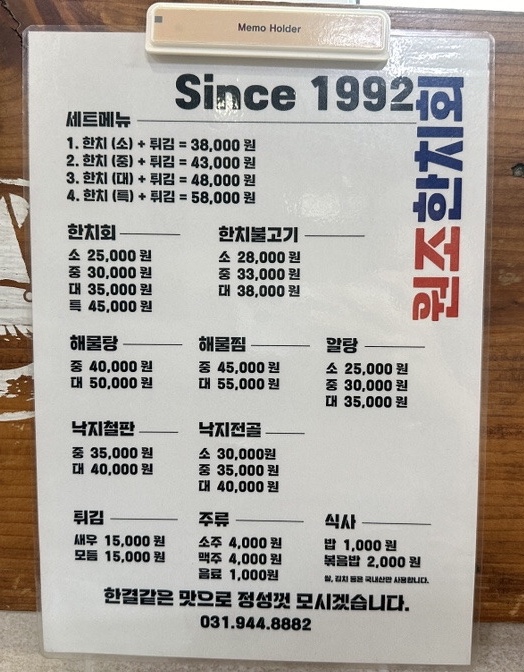 Memo Holder
Since 1992
원조한치회
세트메뉴
1. 한치 (소) + 튀김 = 38,000 원
2. 한치 (중) + 튀김 = 43,000 원
3. 한치 (대) + 튀김 = 48,000 원
4. 한치 (특) + 튀김 = 58,000 원
한치회
소 25,000 원
중 30,000 원
대 35,000 원
특 45,000 원
한치불고기
소 28,000 원
중 33,000 원
대 38,000 원
해물탕
중 40,000 원
대 50,000 원
해물찜
중 45,000 원
대 55,000 원
알탕
소 25,000 원
중 30,000 원
대 35,000 원
낙지철판
중 35,000 원
대 40,000 원
낙지전골
소 30,000원
중 35,000 원
대 40,000 원
튀김
새우 15,000 원
모듬 15,000 원
주류
소주 4,000 원
맥주 4,000 원
음료 1,000원
식사
밥 1,000 원
볶음밥 2,000 원
쌀, 김치 등은 국내산만 사용합니다.
한결같은 맛으로 정성껏 모시겠습니다.
031.944.8882